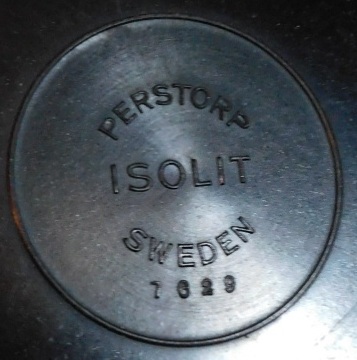 PERSTORP
ISOLIT
SWEDEN
7629